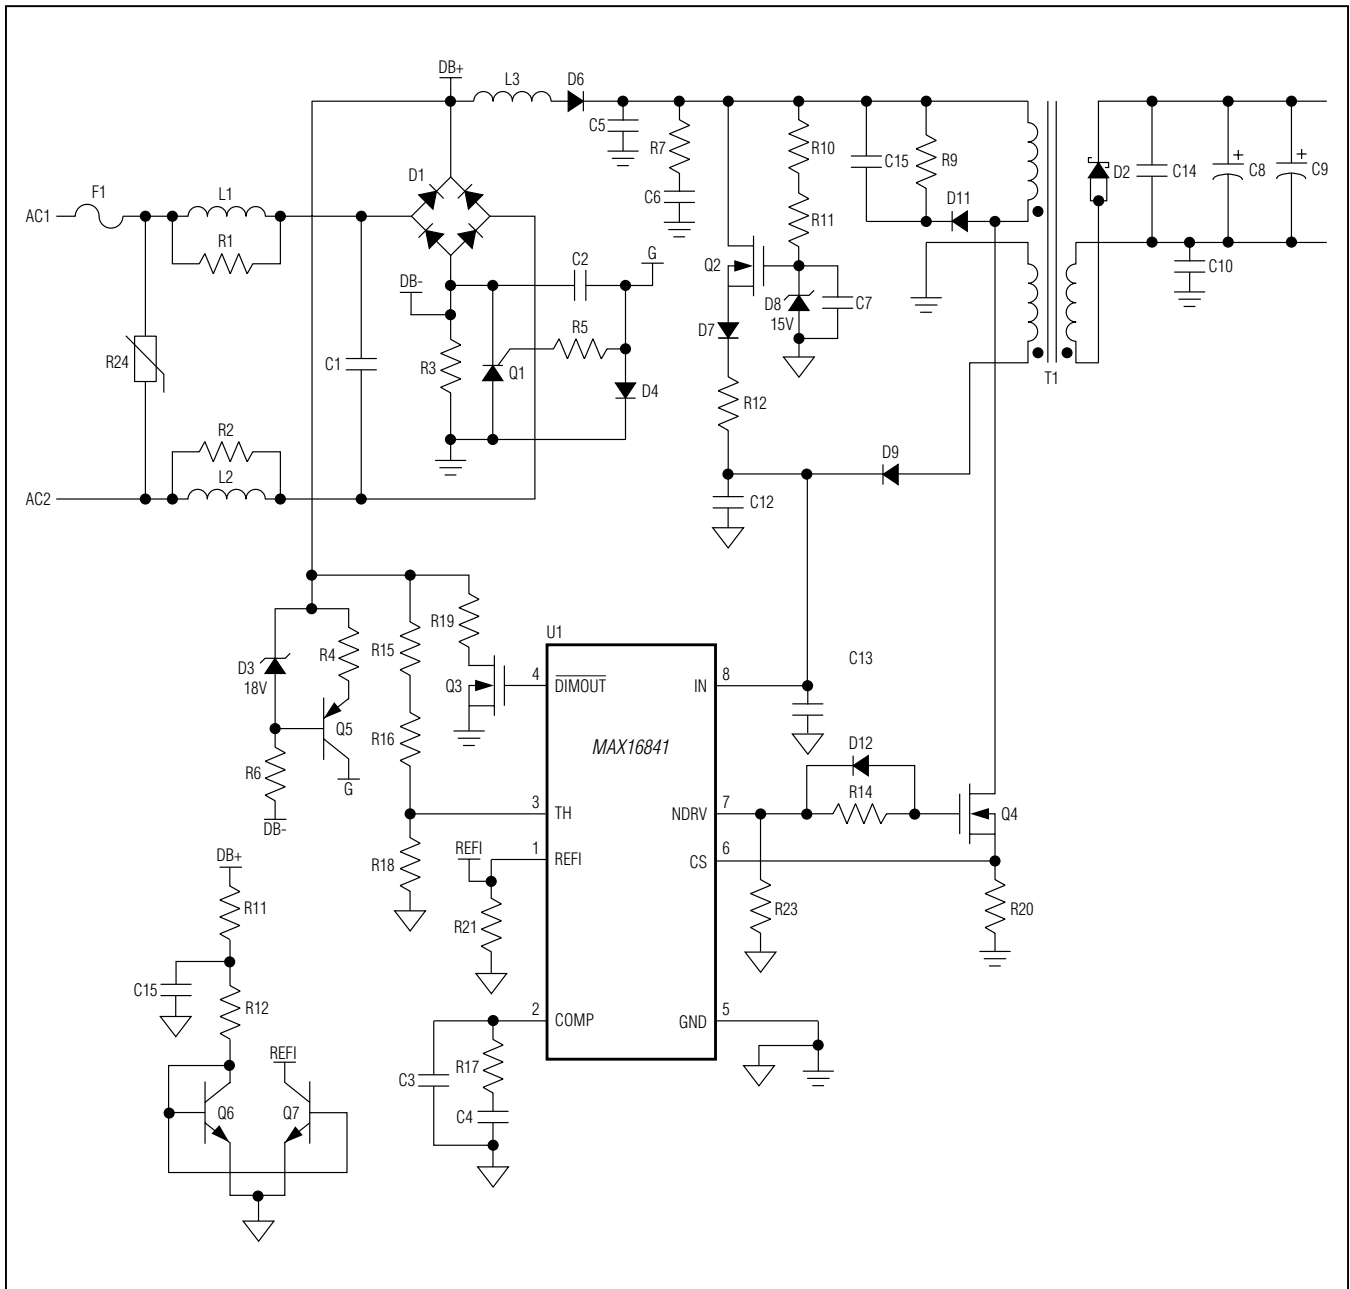 DB+
L3
D6
C5
R7
C6
R10
R11
C15
R9
D11
D2
C14
C8
+
C9
+
F1
L1
D1
AC1
R1
C2
G
Q2
C10
DB-
R5
D8
15V
C7
D7
R24
C1
R3
Q1
D4
R12
T1
R2
L2
D9
AC2
C12
R19
R15
U1
R4
D3
18V
4
DIMOUT
IN
8
C13
Q3
Q5
R16
MAX16841
R6
G
D12
R14
DB-
3
TH
NDRV
7
Q4
DB+
REFI
1
REFI
CS
6
R18
R11
R21
R23
R20
C15
R12
2
COMP
GND
5
REFI
R17
C3
C4
Q6
Q7